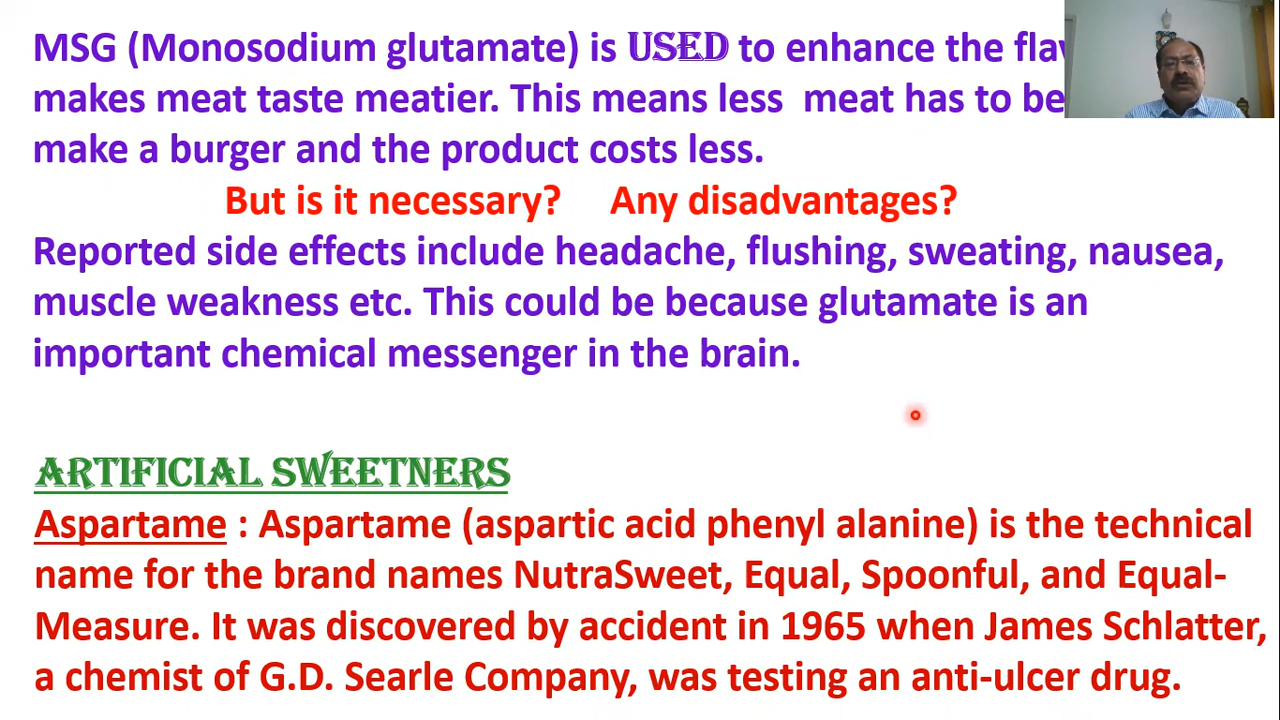 MSG (Monosodium glutamate) is USED to enhance the
makes meat taste meatier. This means less meat has to be
make a burger and the product costs less.
But is it necessary? Any disadvantages?
Reported side effects include headache, flushing, sweating, nausea,
muscle weakness etc. This could be because glutamate is an
important chemical messenger in the brain.
ARTIFICIAL SWEETNERS
Aspartame : Aspartame (aspartic acid phenyl alanine) is the technical
name for the brand names NutraSweet, Equal, Spoonful, and Equal-
Measure. It was discovered by accident in 1965 when James Schlatter,
a chemist of G.D. Searle Company, was testing an anti-ulcer drug.